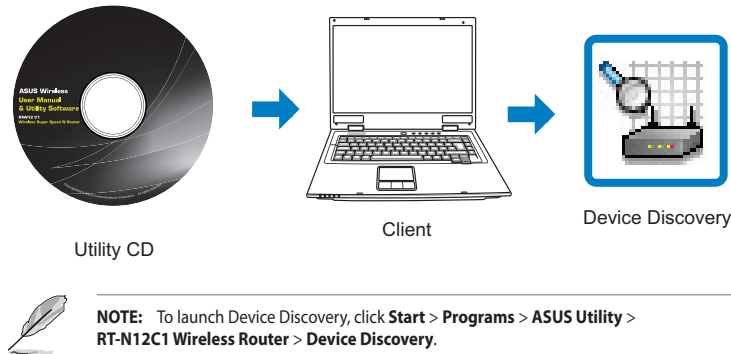 ASUS Wireless
User Manual
& Utility Software
RT-N12 C1
Wireless Super Speed N Router
Utility CD
Client
Device Discovery
NOTE: To launch Device Discovery, click Start > Programs > ASUS Utility >
RT-N12C1 Wireless Router > Device Discovery.